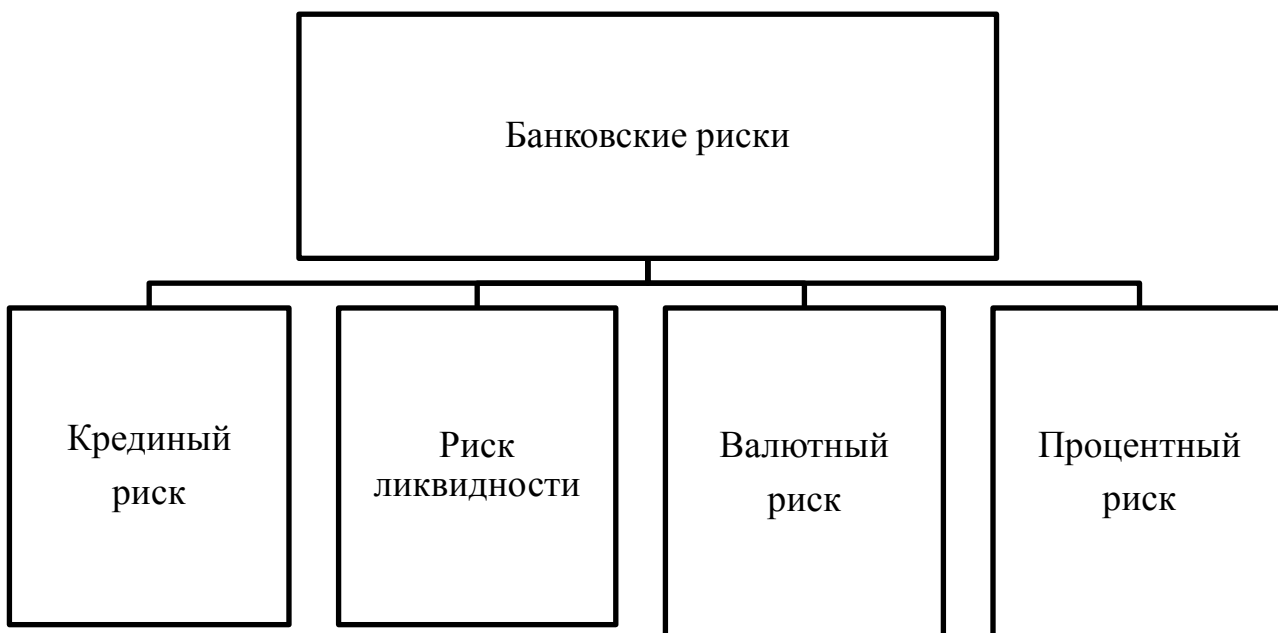 Банковские риски
Крединый
риск
Риск
ликвидности
Валютный
риск
Процентный
риск